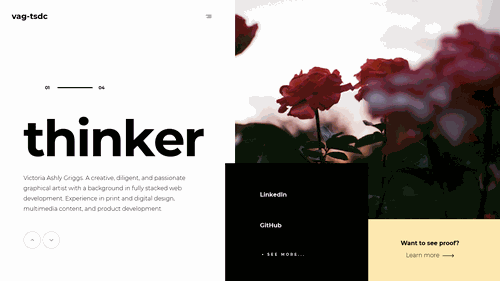 vag-tsdc
01
04
thinker
Victoria Ashly Griggs. A creative, diligent, and passionate
graphical artist with a background in fully stacked web
development. Experience in print and digital design,
multimedia content, and product development.
LinkedIn
GitHub
• SEE MORE...
Want to see proof?
Learn more